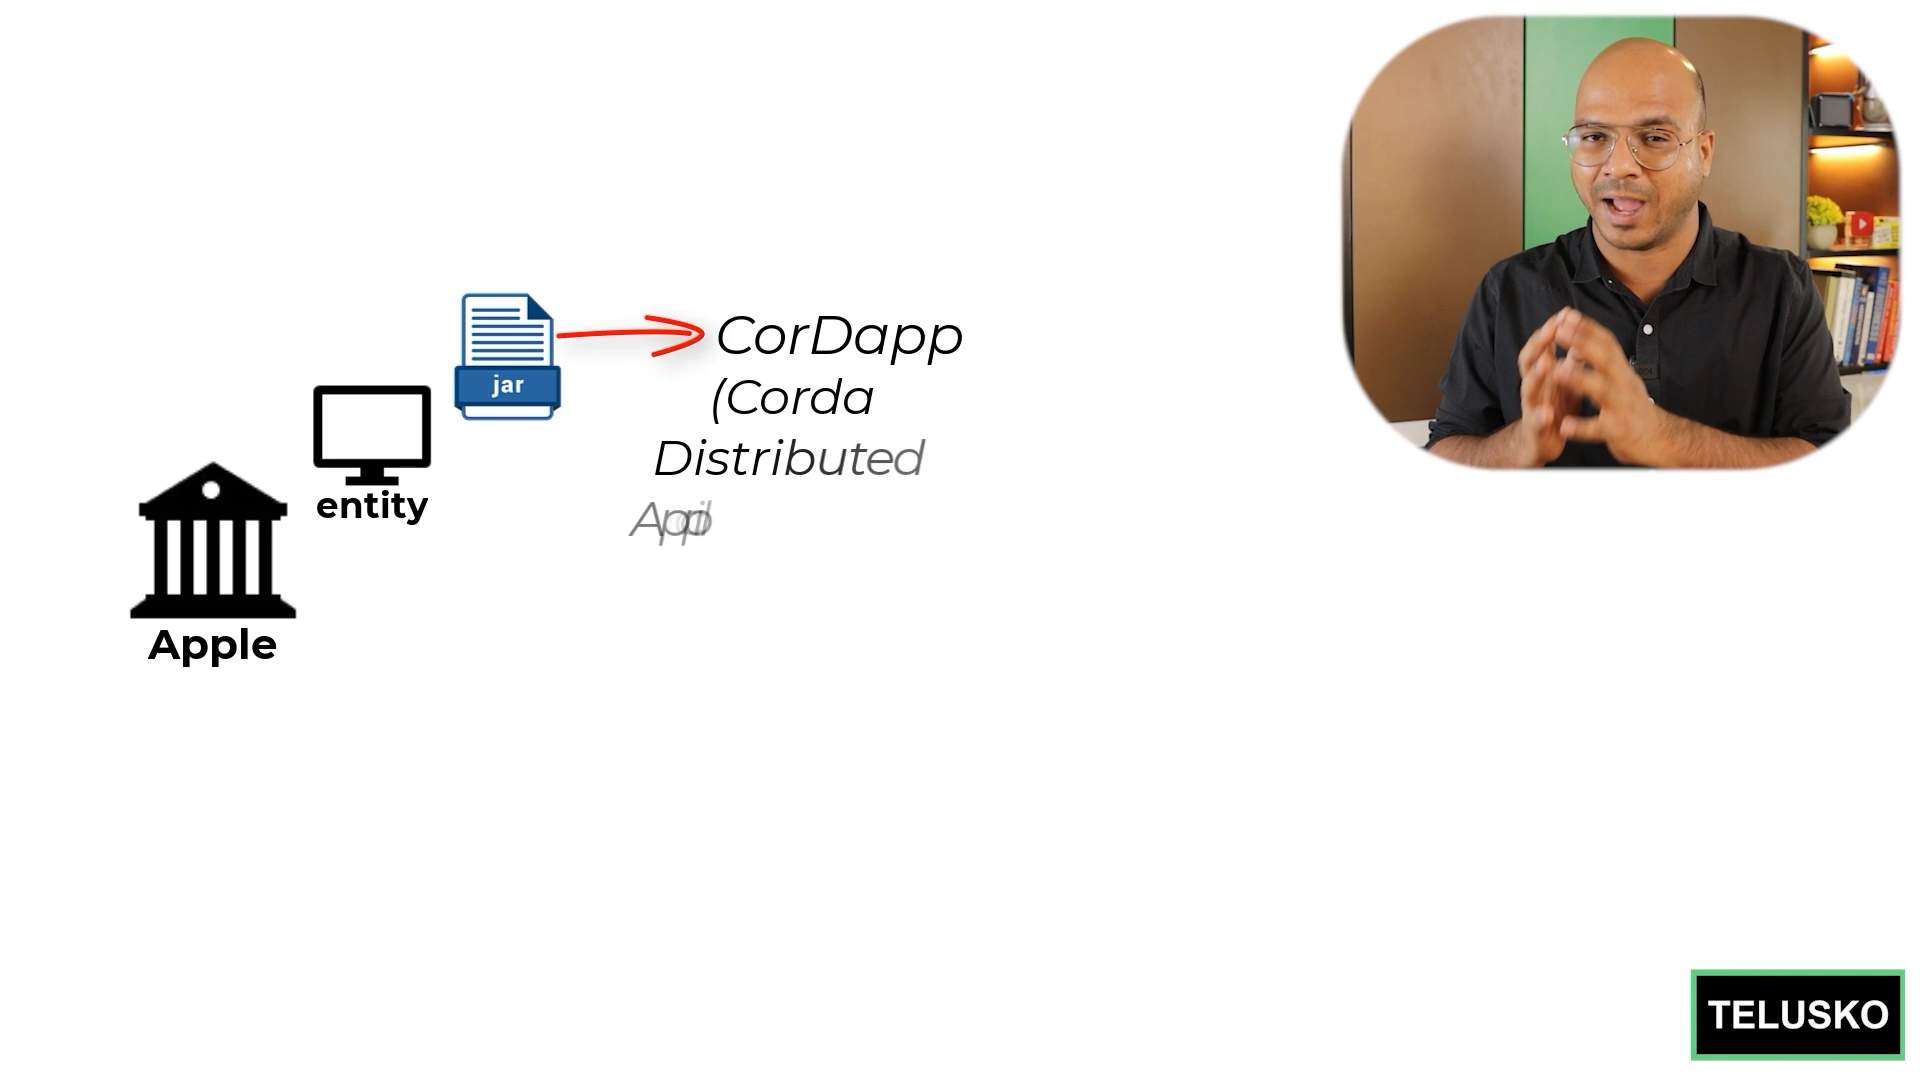 jar
CorDapp
(Corda
Distributed
entity
Apple
TELUSKO